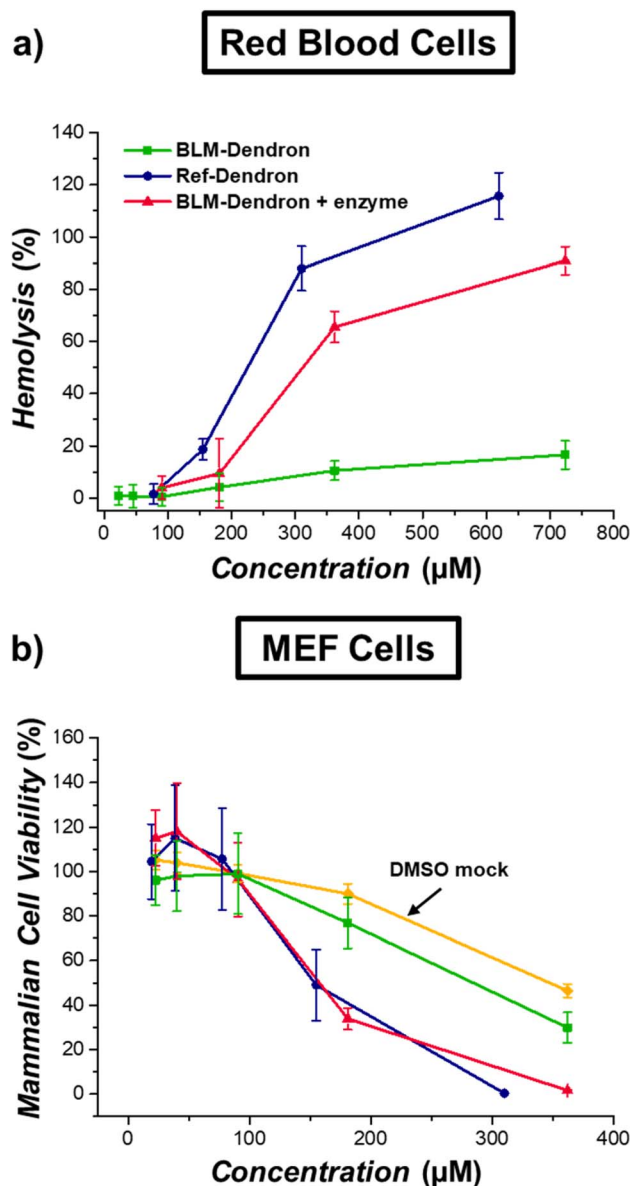 a)
Red Blood Cells
140
120
100
80
60
40
20
0
Hemolysis (%)
BLM-Dendron
Ref-Dendron
BLM-Dendron + enzyme
0 100 200 300 400 500 600 700 800
Concentration (µM)
b)
MEF Cells
160
140
120
100
80
60
40
20
0
Mammalian Cell Viability (%)
DMSO mock
0 100 200 300 400
Concentration (µM)